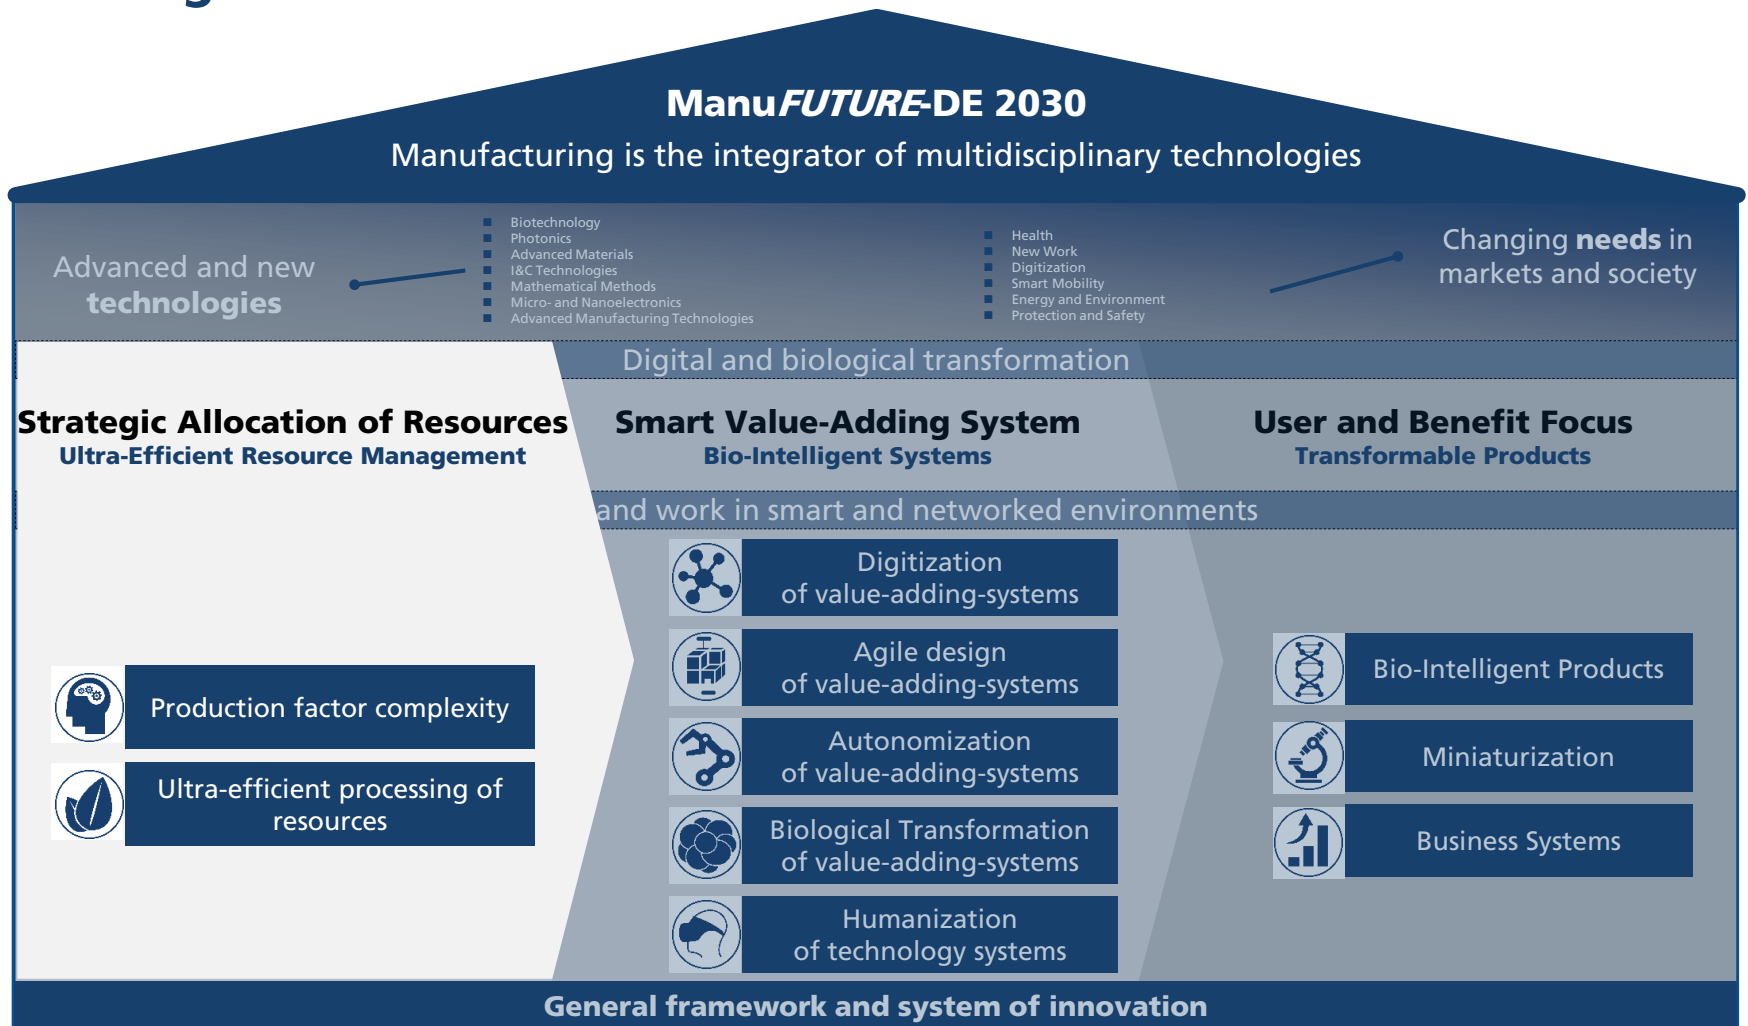 ManuFUTURE-DE 2030
Manufacturing is the integrator of multidisciplinary technologies
Advanced and new
technologies
Biotechnology
Photonics
Advanced Materials
I&C Technologies
Mathematical Methods
Micro- and Nanoelectronics
Advanced Manufacturing Technologies
Health
New Work
Digitization
Smart Mobility
Energy and Environment
Protection and Safety
Changing needs in
markets and society
Digital and biological transformation
Strategic Allocation of Resources
Ultra-Efficient Resource Management
Smart Value-Adding System
Bio-Intelligent Systems
User and Benefit Focus
Transformable Products
and work in smart and networked environments
Production factor complexity
Ultra-efficient processing of
resources
Digitization
of value-adding-systems
Agile design
of value-adding-systems
Autonomization
of value-adding-systems
Biological Transformation
of value-adding-systems
Humanization
of technology systems
Bio-Intelligent Products
Miniaturization
Business Systems
General framework and system of innovation